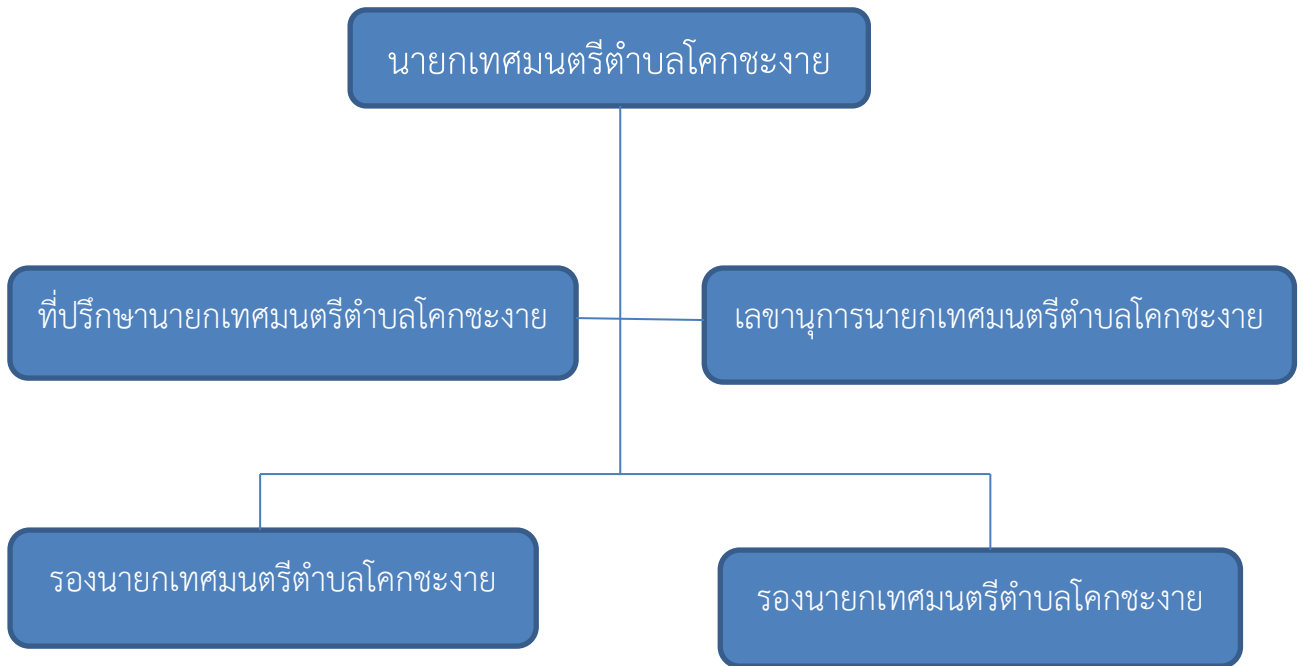 นายกเทศมนตรีตำบลโคกชะงาย
ที่ปรึกษานายกเทศมนตรีตำบลโคกชะงาย
เลขานุการนายกเทศมนตรีตำบลโคกชะงาย
รองนายกเทศมนตรีตำบลโคกชะงาย
รองนายกเทศมนตรีตำบลโคกชะงาย